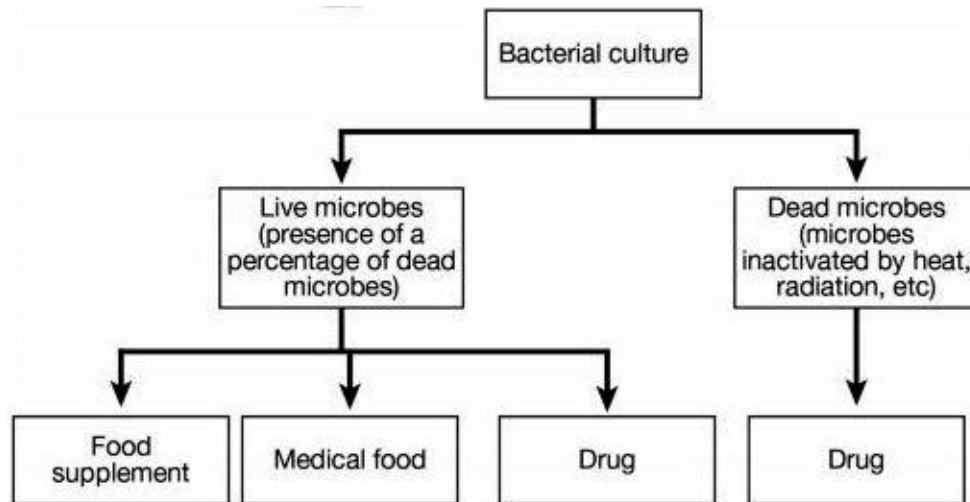 Bacterial culture
Live microbes
(presence of a
percentage of dead
microbes)
Dead microbes
(microbes
inactivated by heat,
radiation, etc)
Food
supplement
Medical food
Drug
Drug